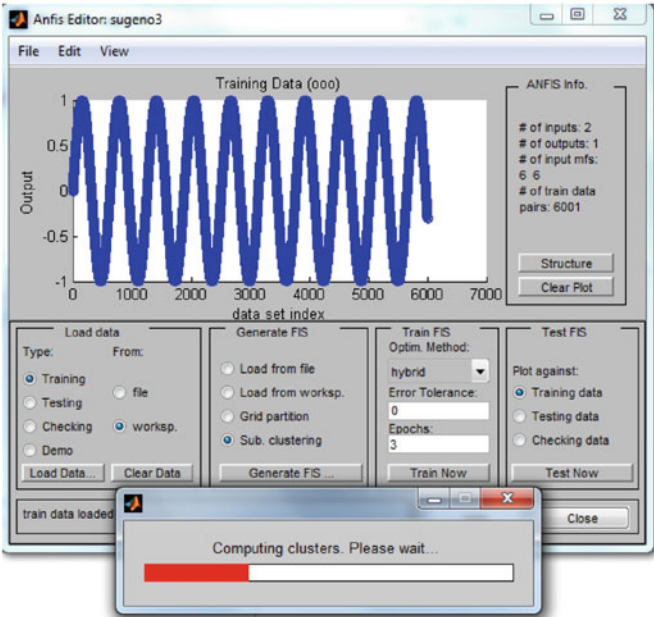 Anfis Editor: sugeno3
File Edit View
Training Data (ooo)
1
0.5
0
-0.5
-1
Output
0 1000 2000 3000 4000 5000 6000 7000
data set index
ANFIS Info.
# of inputs: 2
# of outputs: 1
# of input mfs:
6 6
# of train data
pairs: 6001
Structure
Clear Plot
Load data
Type: From:
Training
Testing
Checking
Demo
file
worksp.
Load Data... Clear Data
Generate FIS
Load from file
Load from worksp.
Grid partition
Sub. clustering
Generate FIS ...
Train FIS
Optim. Method:
hybrid
Error Tolerance:
0
Epochs:
3
Train Now
Test FIS
Plot against:
Training data
Testing data
Checking data
Test Now
train data loaded
Close
Computing clusters. Please wait...